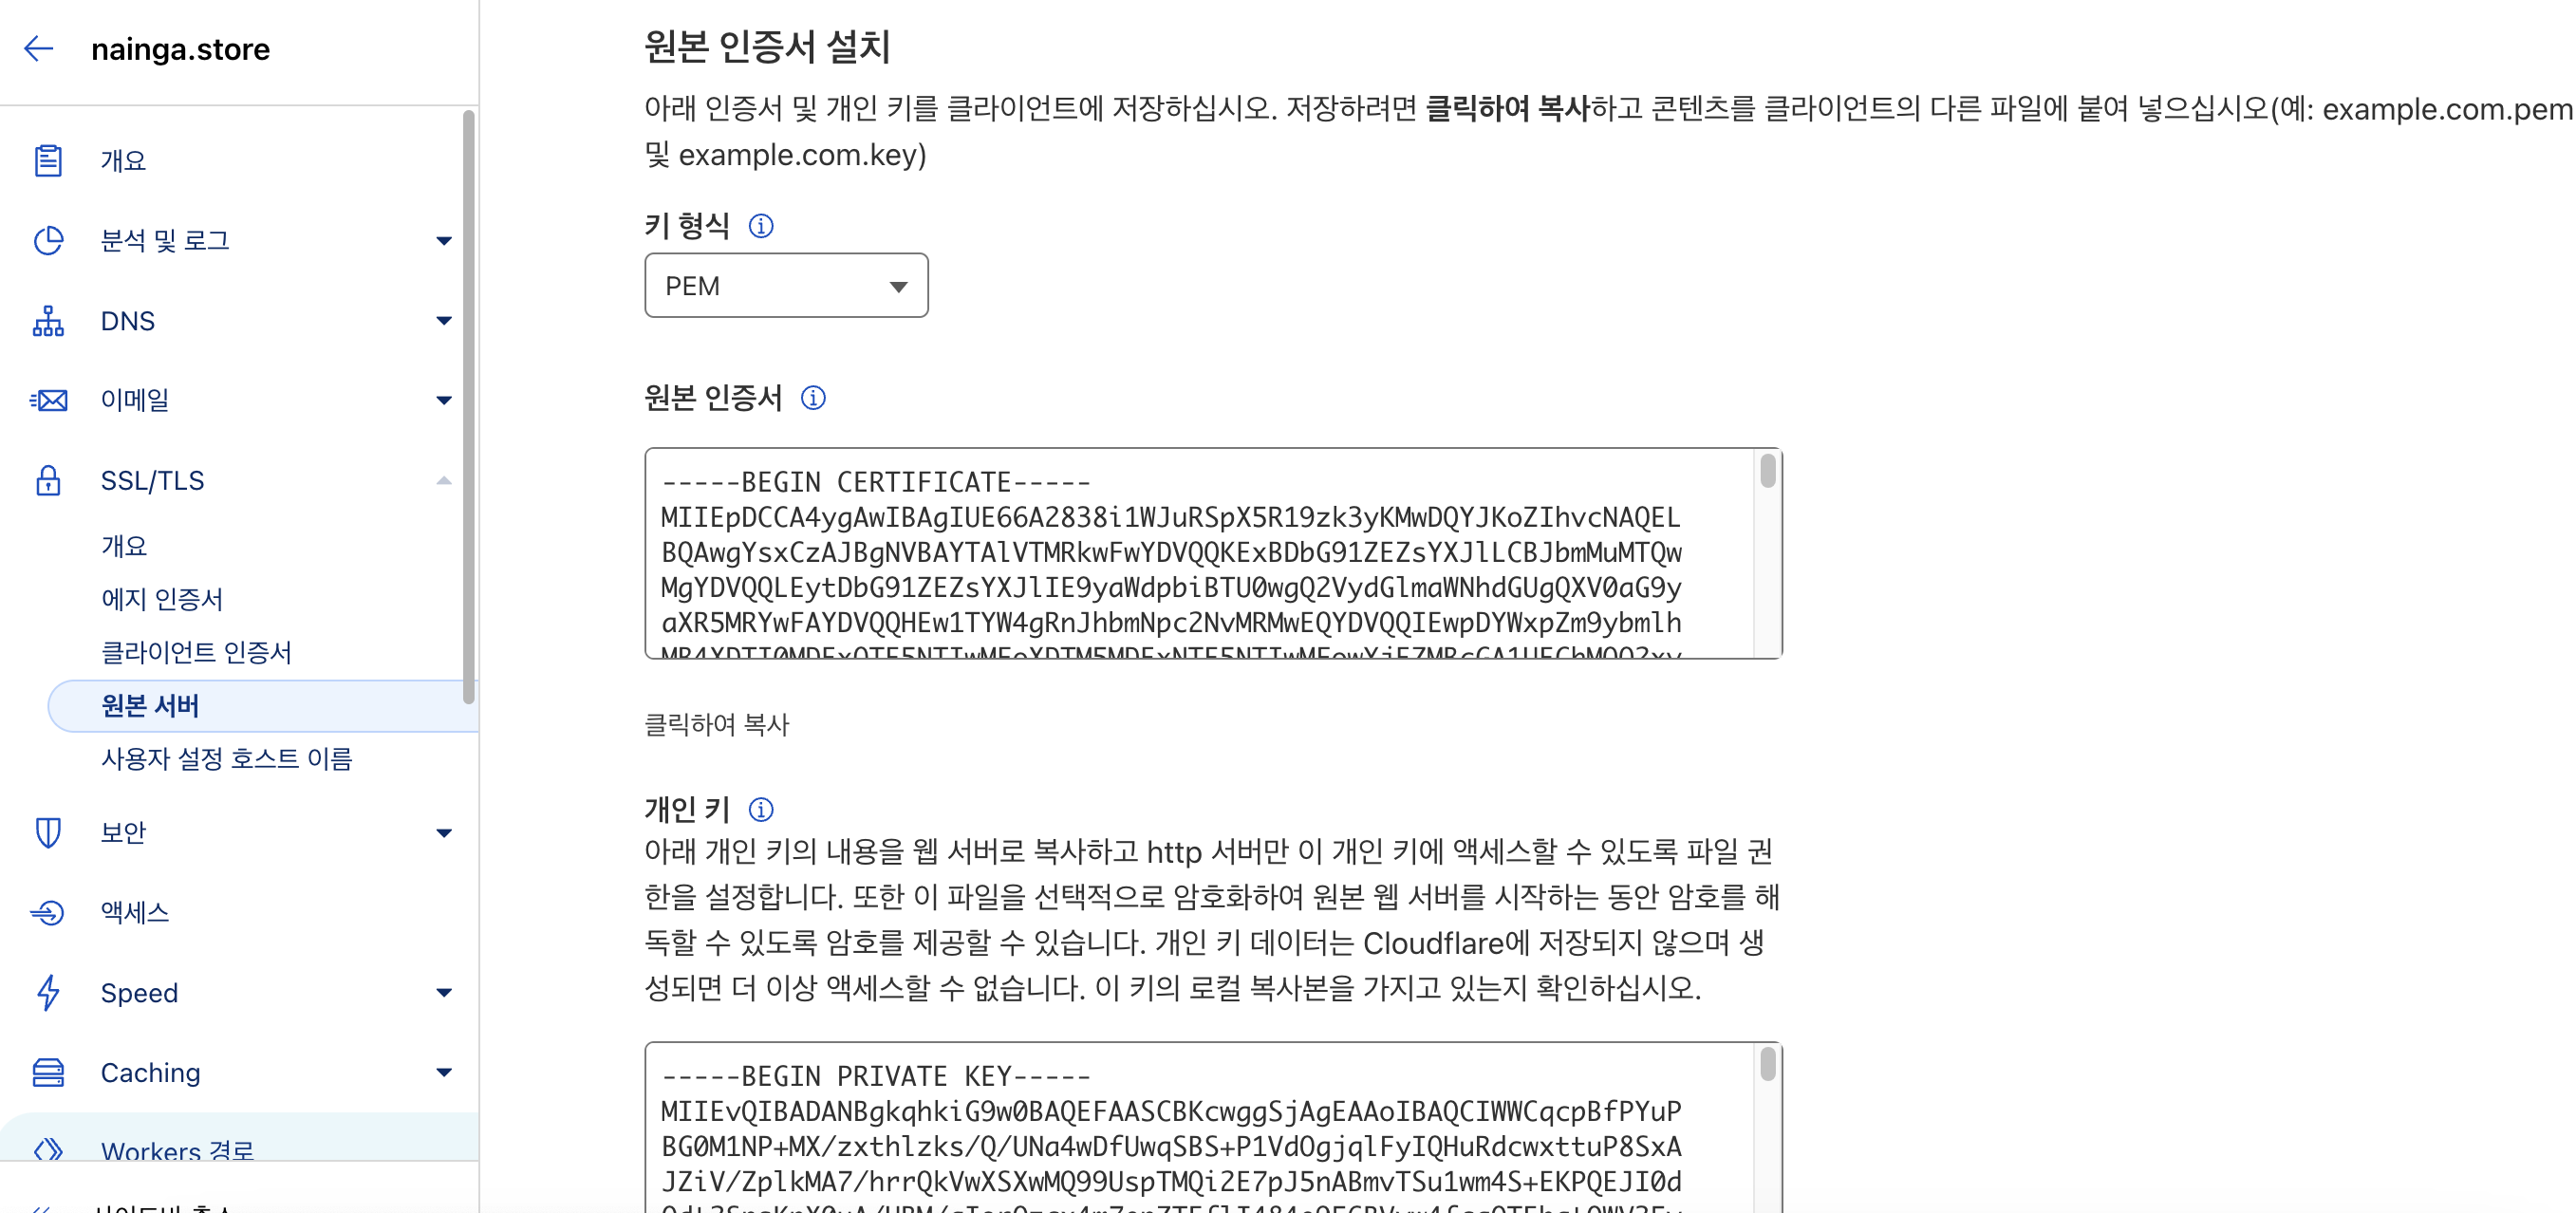 nainga.store
개요
분석 및 로그
DNS
이메일
SSL/TLS
개요
에지 인증서
클라이언트 인증서
원본 서버
사용자 설정 호스트 이름
보안
액세스
Speed
Caching
Workers 경로
원본 인증서 설치
아래 인증서 및 개인 키를 클라이언트에 저장하십시오. 저장하려면 클릭하여 복사하고 콘텐츠를 클라이언트의 다른 파일에 붙여 넣으십시오(예: example.com.pem
및 example.com.key)
키 형식
PEM
원본 인증서
-----BEGIN CERTIFICATE-----
MIIEpDCCA4ygAwIBAgIUE66A2838i1WJuRSpX5R19zk3yKMwDQYJKoZIhvcNAQEL
BQAwgYsxCzAJBgNVBAYTAlVTMRkwFwYDVQQKExBDbG91ZEZsYXJlLCBJbmMuMTQw
MgYDVQQLEytDbG91ZEZsYXJlIE9yaWdpbiBTU0wgQ2VydGlmaWNhdGUgQXV0aG9y
aXR5MRYwFAYDVQQHEw1TYW4gRnJhbmNpc2NvMRMwEQYDVQQIEwpDYWxpZm9ybmlh
클릭하여 복사
개인 키
아래 개인 키의 내용을 웹 서버로 복사하고 http 서버만 이 개인 키에 액세스할 수 있도록 파일 권
한을 설정합니다. 또한 이 파일을 선택적으로 암호화하여 원본 웹 서버를 시작하는 동안 암호를 해
독할 수 있도록 암호를 제공할 수 있습니다. 개인 키 데이터는 Cloudflare에 저장되지 않으며 생
성되면 더 이상 액세스할 수 없습니다. 이 키의 로컬 복사본을 가지고 있는지 확인하십시오.
-----BEGIN PRIVATE KEY-----
MIIEvQIBADANBgkqhkiG9w0BAQEFAASCBKcwggSjAgEAAoIBAQCIWWCqcpBfPYuP
BG0M1NP+MX/zxthlzks/Q/UNa4wDfUwqSBS+P1VdOgjqlFyIQHuRdcwxttuP8SxA
JZiV/ZplkMA7/hrrQkVwXSXwMQ99UspTMQi2E7pJ5nABmvTSu1wm4S+EKPQEJI0d